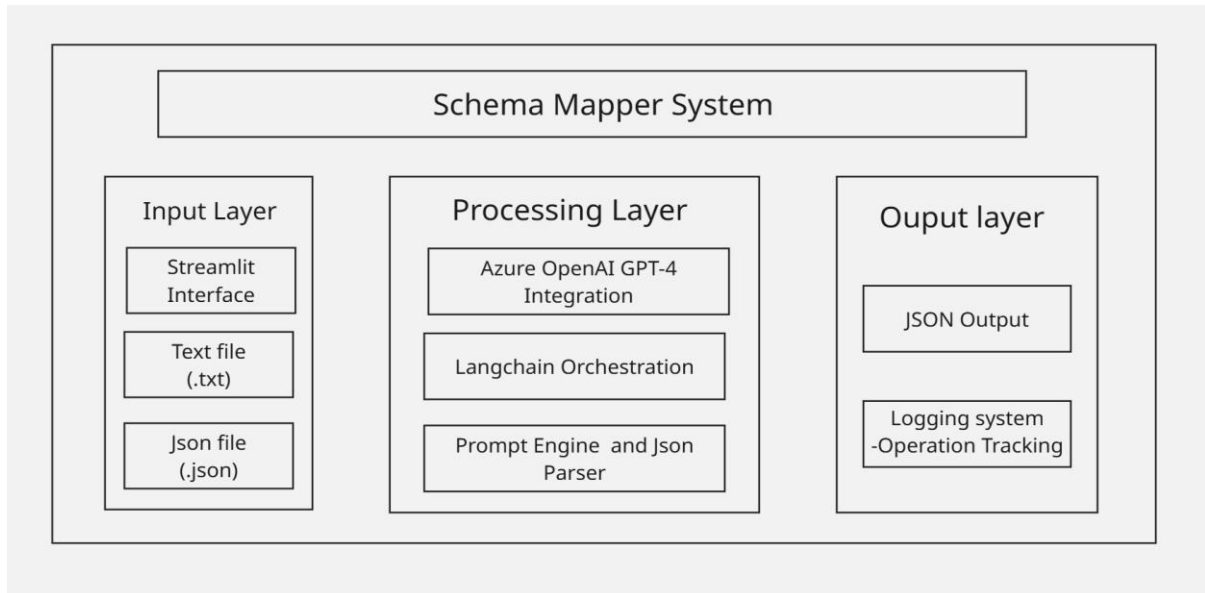 Schema Mapper System
Input Layer
Streamlit
Interface
Text file
(.txt)
Json file
(.json)
Processing Layer
Azure OpenAI GPT-4
Integration
Langchain Orchestration
Prompt Engine and Json
Parser
Ouput layer
JSON Output
Logging system
-Operation Tracking